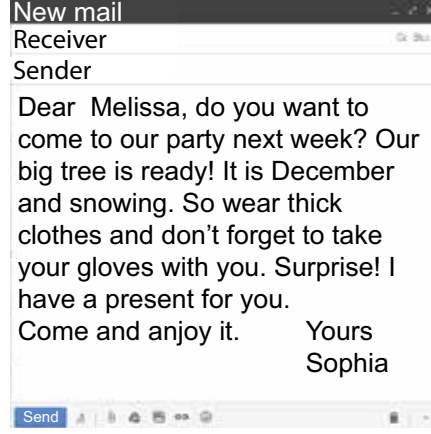 New mail
Receiver
Sender
Dear  Melissa, do you want to
come to our party next week? Our
big tree is ready! It is December
and snowing. So wear thick
clothes and don’t forget to take
your gloves with you. Surprise! I
have a present for you.
Come and anjoy it. Yours
Sophia
Send